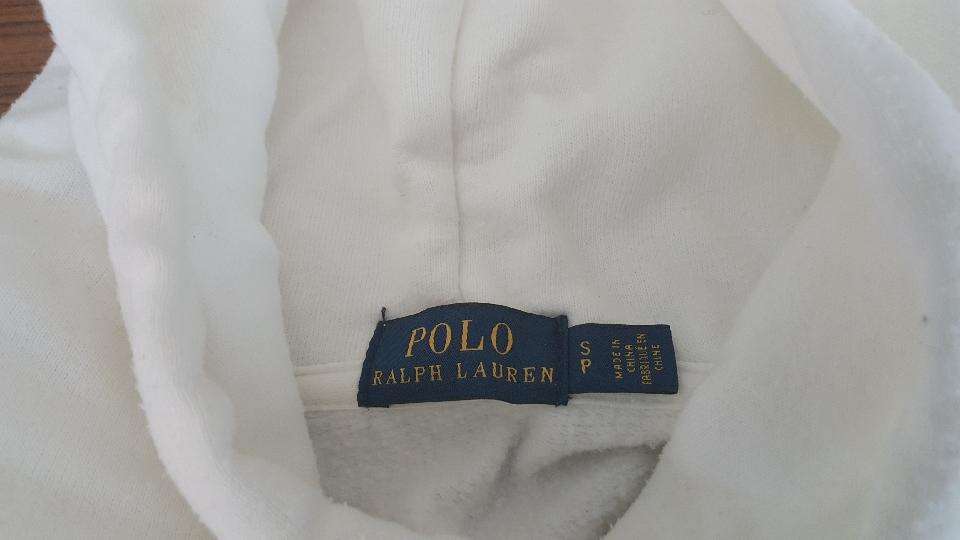 POLO
RALPH LAUREN
S
P
MADE IN
CHINA
FABRIQUÉ EN
CHINE